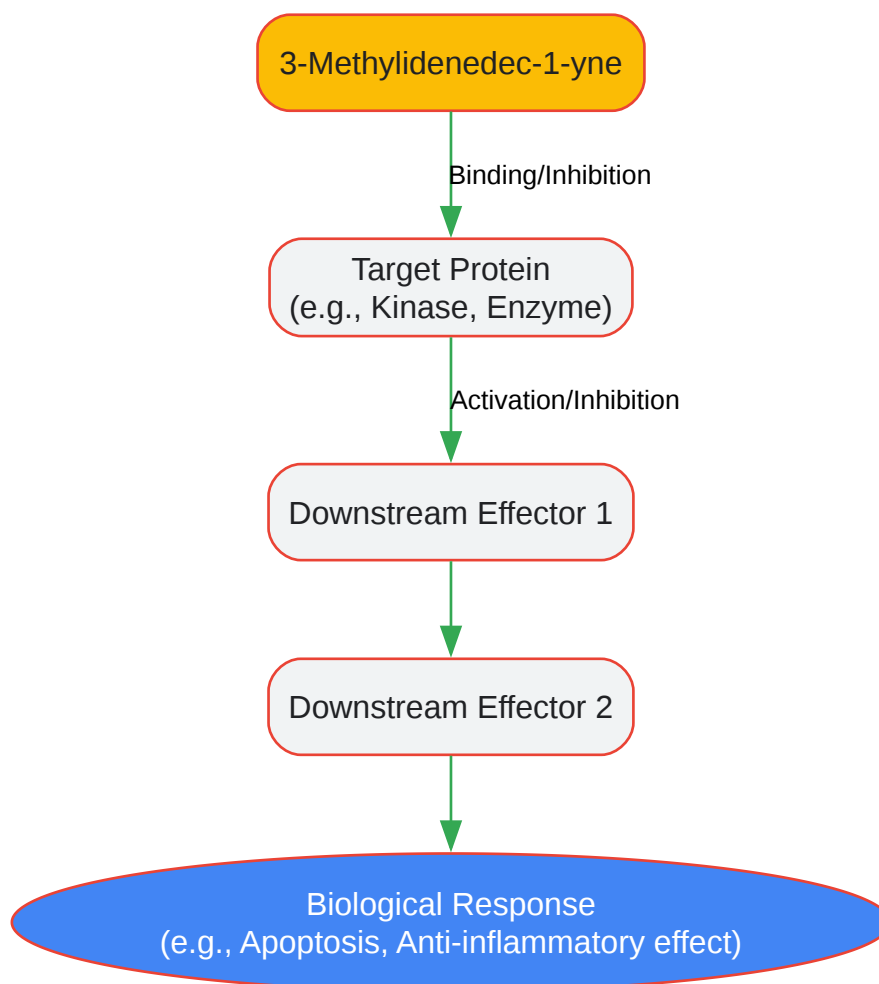 3-Methylidenedec-1-yne
Binding/Inhibition
Target Protein
(e.g., Kinase, Enzyme)
Activation/Inhibition
Downstream Effector 1
Downstream Effector 2
Biological Response
(e.g., Apoptosis, Anti-inflammatory effect)